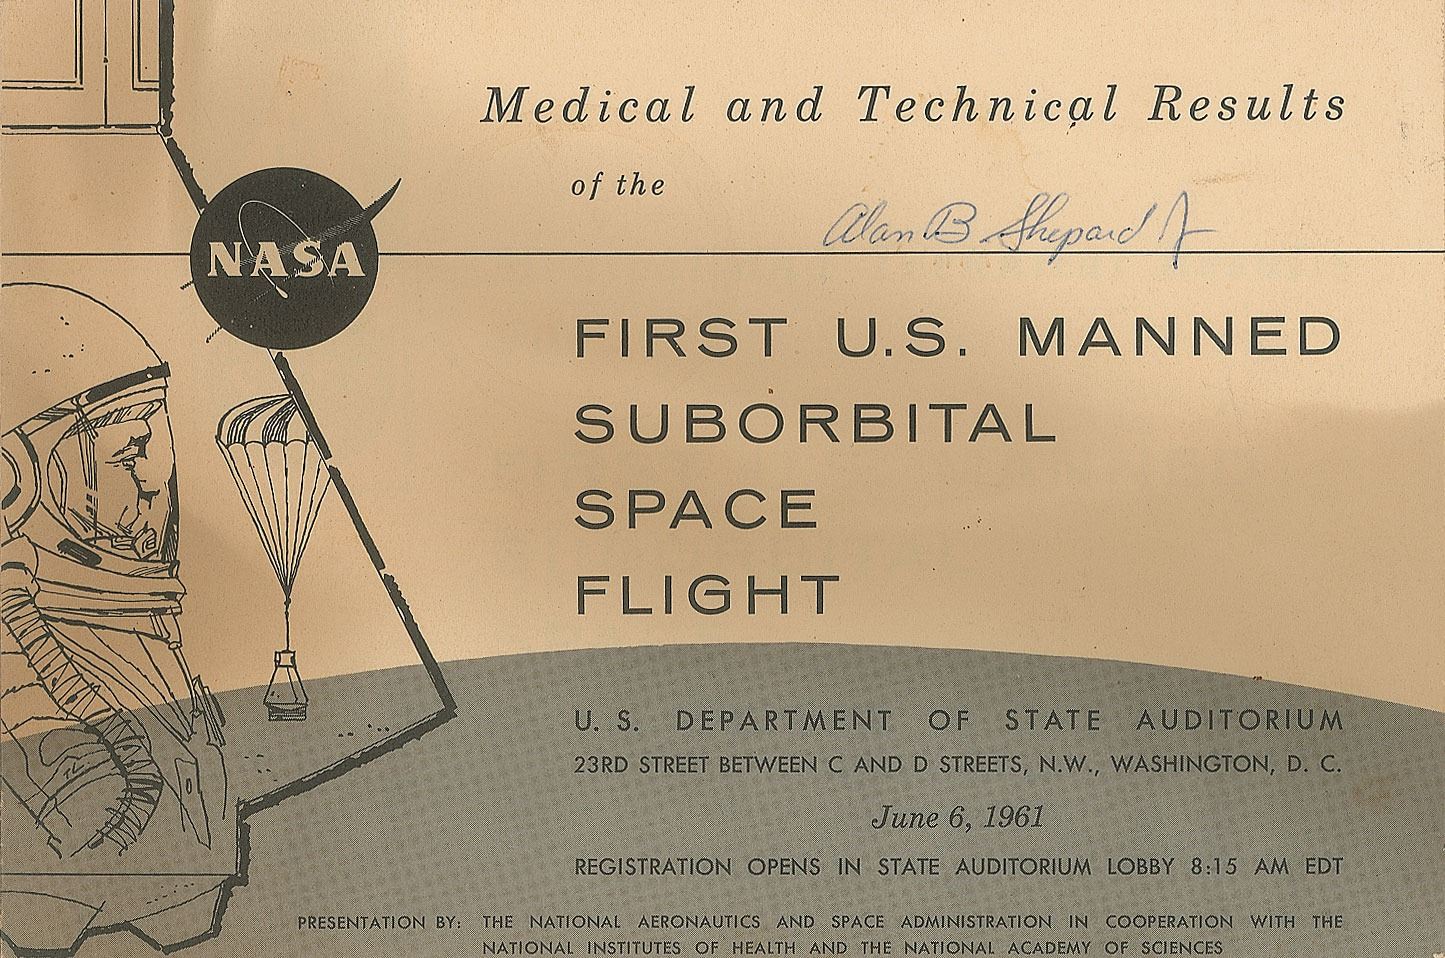 Medical and Technical Results
of the
Alan B Shepard Jr
NASA
FIRST U.S. MANNED
SUBORBITAL
SPACE
FLIGHT
U. S. DEPARTMENT OF STATE AUDITORIUM
23RD STREET BETWEEN C AND D STREETS, N.W., WASHINGTON, D. C.
June 6, 1961
REGISTRATION OPENS IN STATE AUDITORIUM LOBBY 8:15 AM EDT
PRESENTATION BY: THE NATIONAL AERONAUTICS AND SPACE ADMINISTRATION IN COOPERATION WITH THE
NATIONAL INSTITUTES OF HEALTH AND THE NATIONAL ACADEMY OF SCIENCES